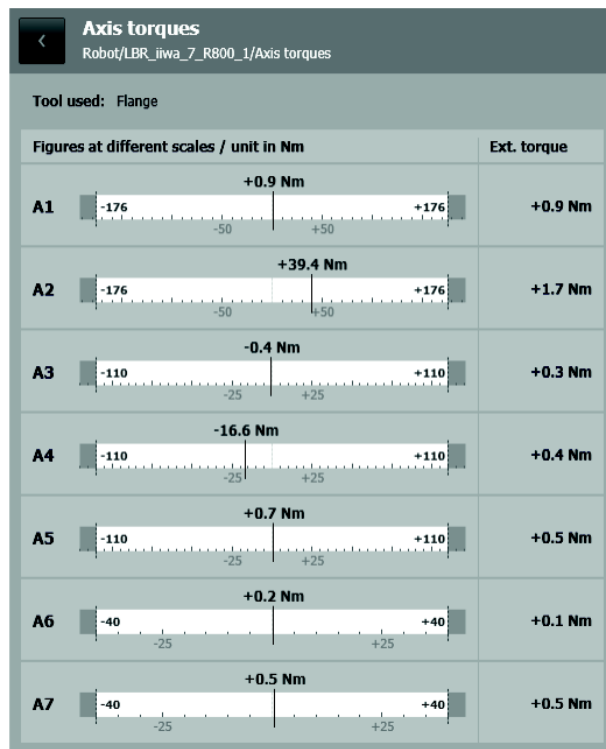 Axis torques
Robot/LBR_iiwa_7_R800_1/Axis torques
Tool used: Flange
Figures at different scales / unit in Nm Ext. torque
+0.9 Nm
A1 -176 +176 +0.9 Nm
-50 +50
+39.4 Nm
A2 -176 +176 +1.7 Nm
-50 +50
-0.4 Nm
A3 -110 +110 +0.3 Nm
-25 +25
-16.6 Nm
A4 -110 +110 +0.4 Nm
-25 +25
+0.7 Nm
A5 -110 +110 +0.5 Nm
-25 +25
+0.2 Nm
A6 -40 +40 +0.1 Nm
-25 +25
+0.5 Nm
A7 -40 +40 +0.5 Nm
-25 +25